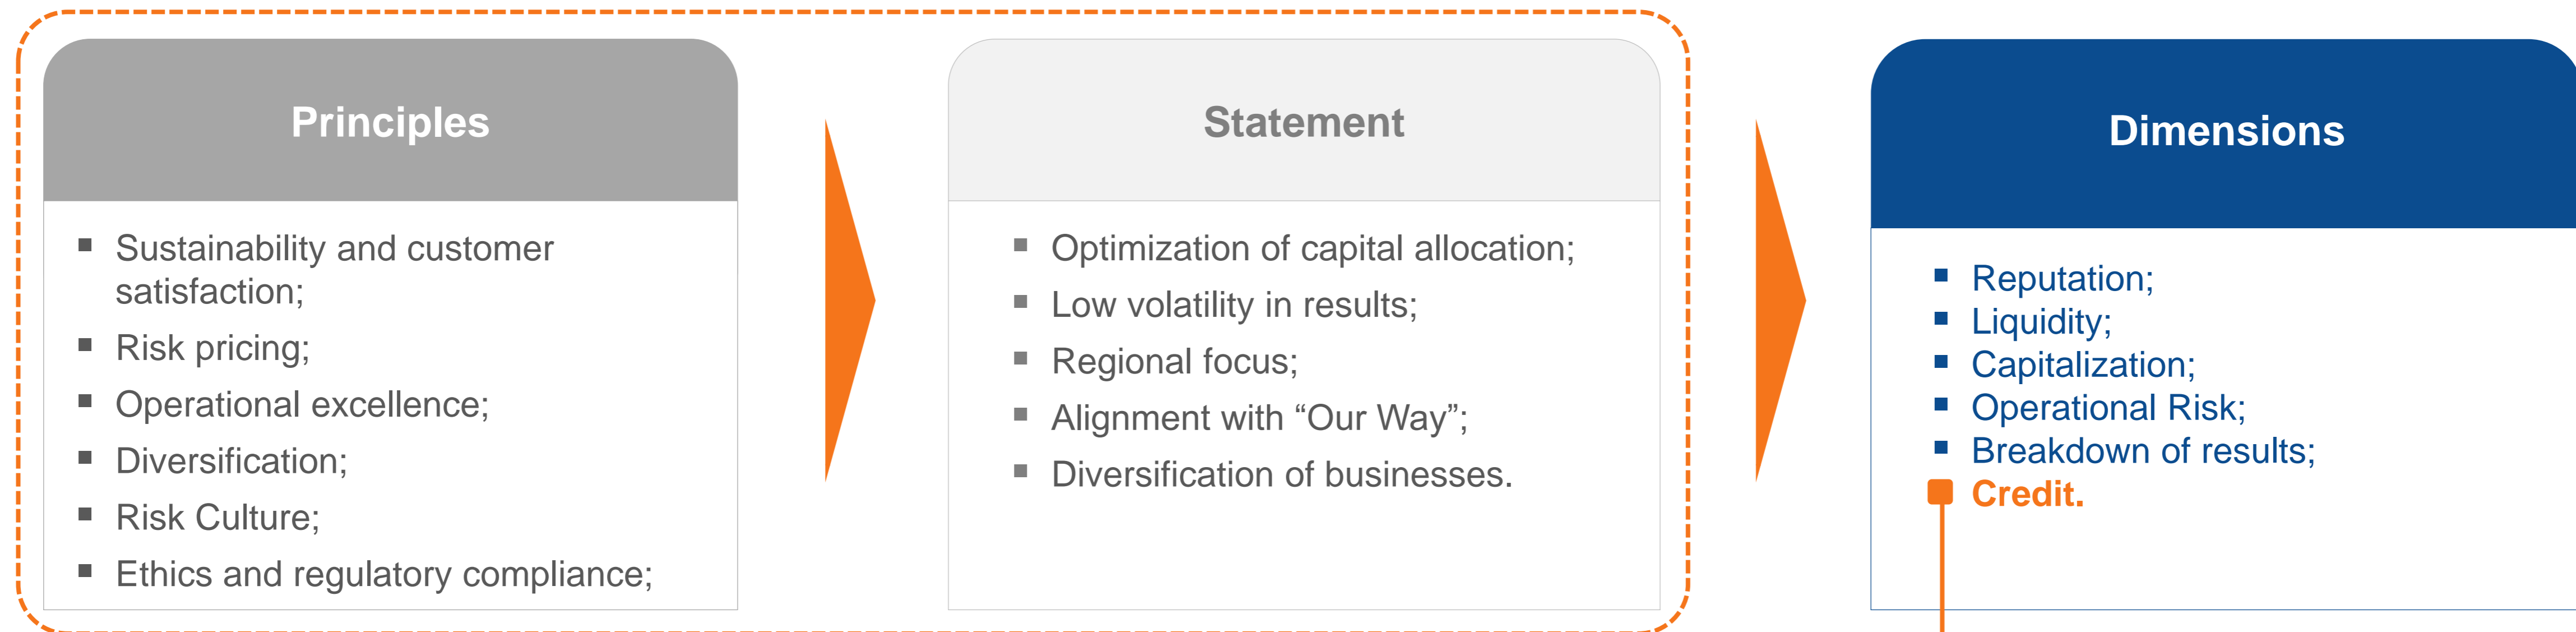 Principles
Sustainability and customer
satisfaction;
Risk pricing;
Operational excellence;
Diversification;
Risk Culture;
Ethics and regulatory compliance;
Statement
Optimization of capital allocation;
Low volatility in results;
Regional focus;
Alignment with “Our Way”;
Diversification of businesses.
Dimensions
Reputation;
Liquidity;
Capitalization;
Operational Risk;
Breakdown of results;
Credit.